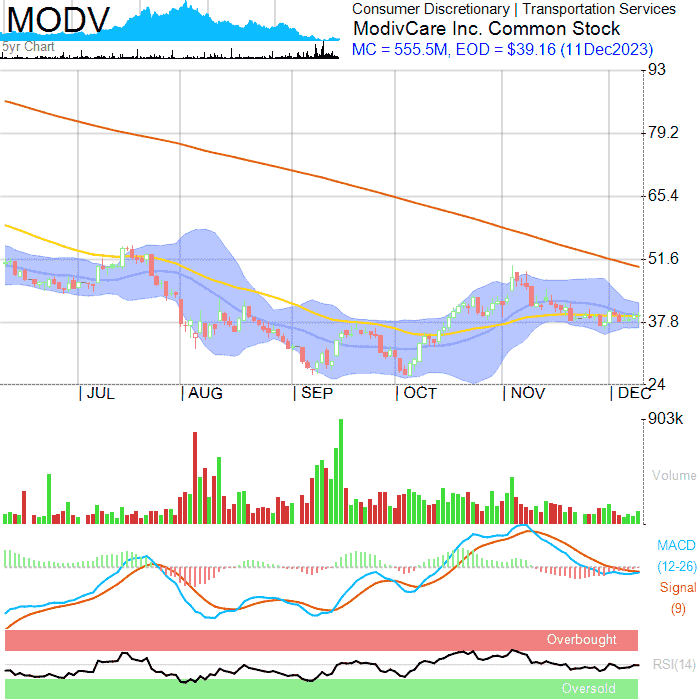 MODV
5yr Chart
Consumer Discretionary | Transportation Services
ModivCare Inc. Common Stock
MC = 555.5M, EOD = $39.16 (11Dec2023)
93
79.2
65.4
51.6
37.8
24
JUL AUG SEP OCT NOV DEC
903k
Volume
MACD
(12-26)
Signal
(9)
Overbought
RSI(14)
Oversold